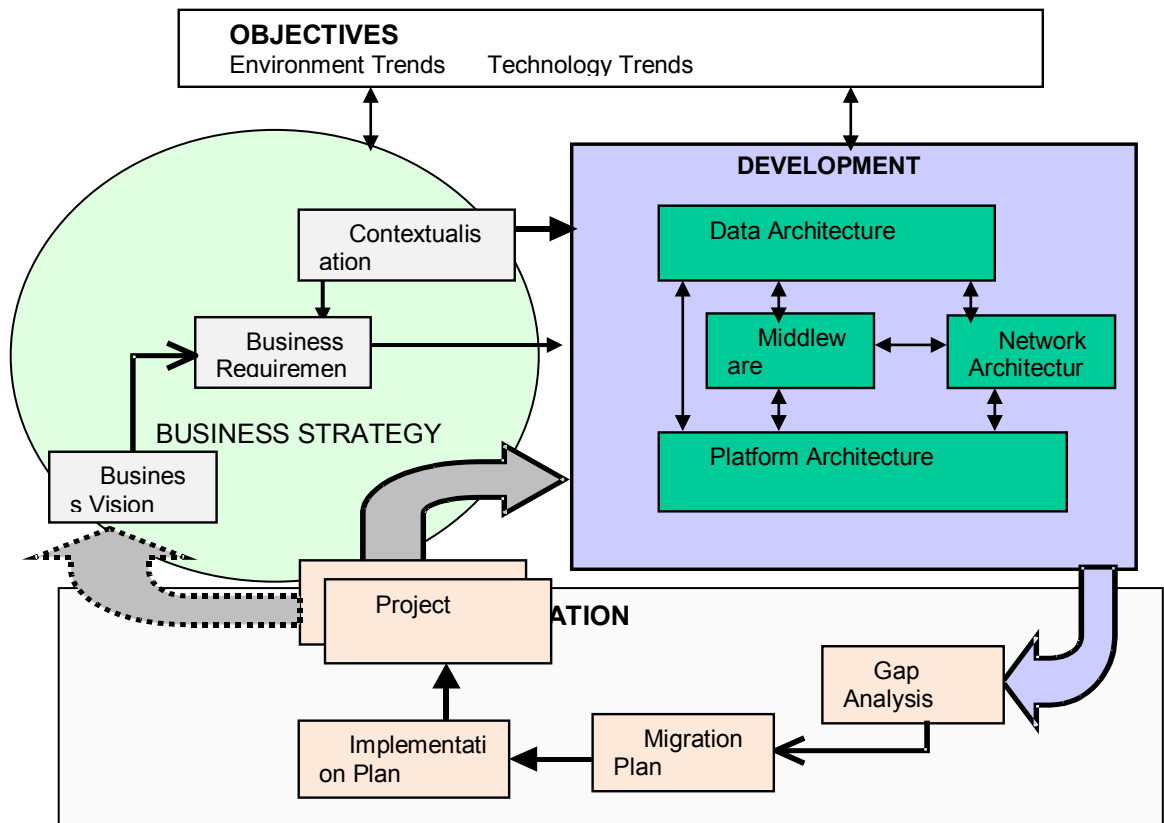 OBJECTIVES
Environment Trends Technology Trends
DEVELOPMENT
Contextualis
ation
Data Architecture
Business
Requiremen
Middlew
are
Network
Architectur
BUSINESS STRATEGY
Platform Architecture
Busines
s Vision
Project
ATION
Gap
Analysis
Implementati
on Plan
Migration
Plan